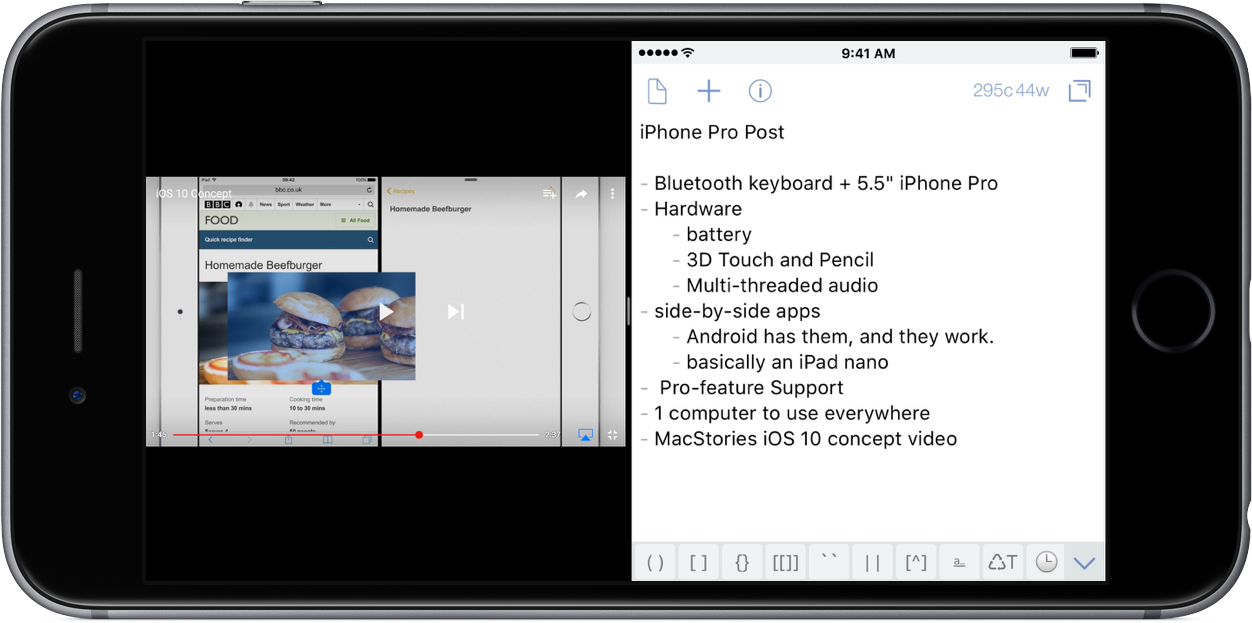 iOS 10 Concept
iPad
09:42
100%
bbc.co.uk
BBC
News
Sport
Weather
More
FOOD
All Food
Quick recipe finder
Homemade Beefburger
Preparation time
less than 30 mins
Cooking time
10 to 30 mins
Serves
Recommended by
Recipes
Homemade Beefburger
1:46
2:37
9:41 AM
295c 44w
iPhone Pro Post
- Bluetooth keyboard + 5.5" iPhone Pro
- Hardware
- battery
- 3D Touch and Pencil
- Multi-threaded audio
- side-by-side apps
- Android has them, and they work.
- basically an iPad nano
- Pro-feature Support
- 1 computer to use everywhere
- MacStories iOS 10 concept video
( ) [ ] {} [[]] `` || [^] a_ T